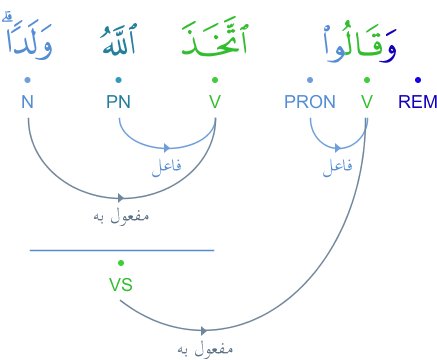 وَقَالُوا۟ ٱتَّخَذَ ٱللَّهُ وَلَدًا ۗ
REM V PRON V PN N
فاعل فاعل
مفعول به
VS
مفعول به